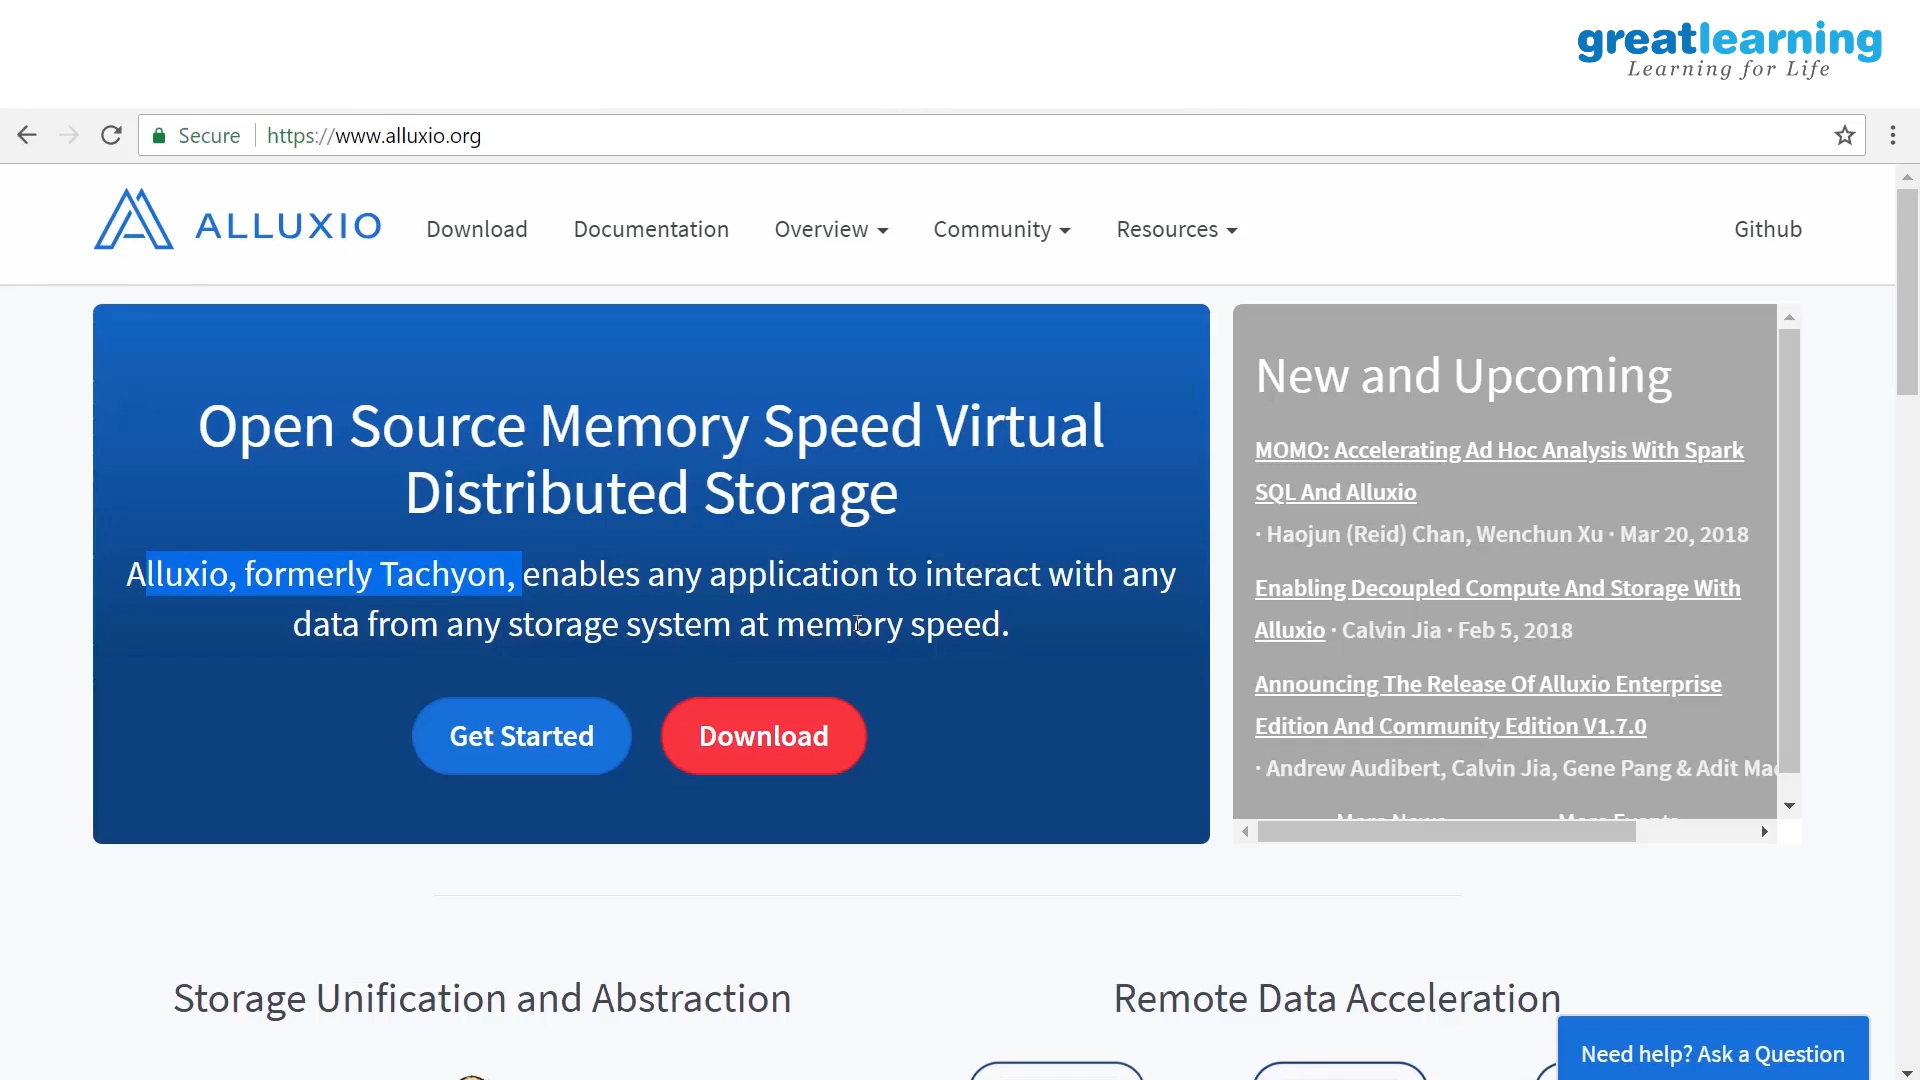 greatlearning
Learning for Life
Secure
https://www.alluxio.org
ALLUXIO
Download
Documentation
Overview
Community
Resources
Github
Open Source Memory Speed Virtual
Distributed Storage
Alluxio, formerly Tachyon, enables any application to interact with any
data from any storage system at memory speed.
Get Started
Download
New and Upcoming
MOMO: Accelerating Ad Hoc Analysis With Spark
SQL And Alluxio
· Haojun (Reid) Chan, Wenchun Xu · Mar 20, 2018
Enabling Decoupled Compute And Storage With
Alluxio · Calvin Jia · Feb 5, 2018
Announcing The Release Of Alluxio Enterprise
Edition And Community Edition V1.7.0
· Andrew Audibert, Calvin Jia, Gene Pang & Adit
More News
More Events
Storage Unification and Abstraction
Remote Data Acceleration
Need help? Ask a Question